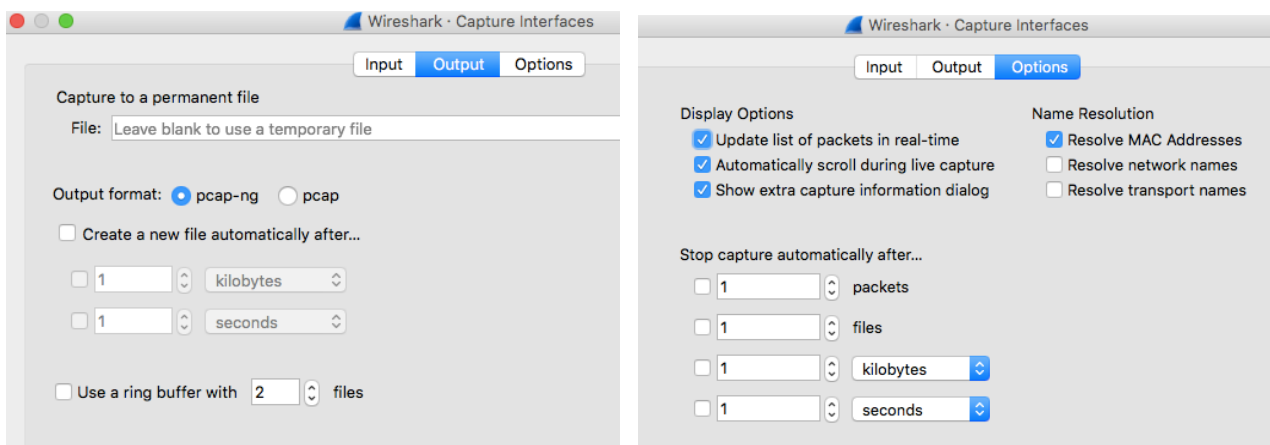 Wireshark · Capture Interfaces
Input Output Options
Capture to a permanent file
File: Leave blank to use a temporary file
Output format: pcap-ng pcap
Create a new file automatically after...
1 kilobytes
1 seconds
Use a ring buffer with 2 files
Wireshark · Capture Interfaces
Input Output Options
Display Options
Update list of packets in real-time
Automatically scroll during live capture
Show extra capture information dialog
Name Resolution
Resolve MAC Addresses
Resolve network names
Resolve transport names
Stop capture automatically after...
1 packets
1 files
1 kilobytes
1 seconds